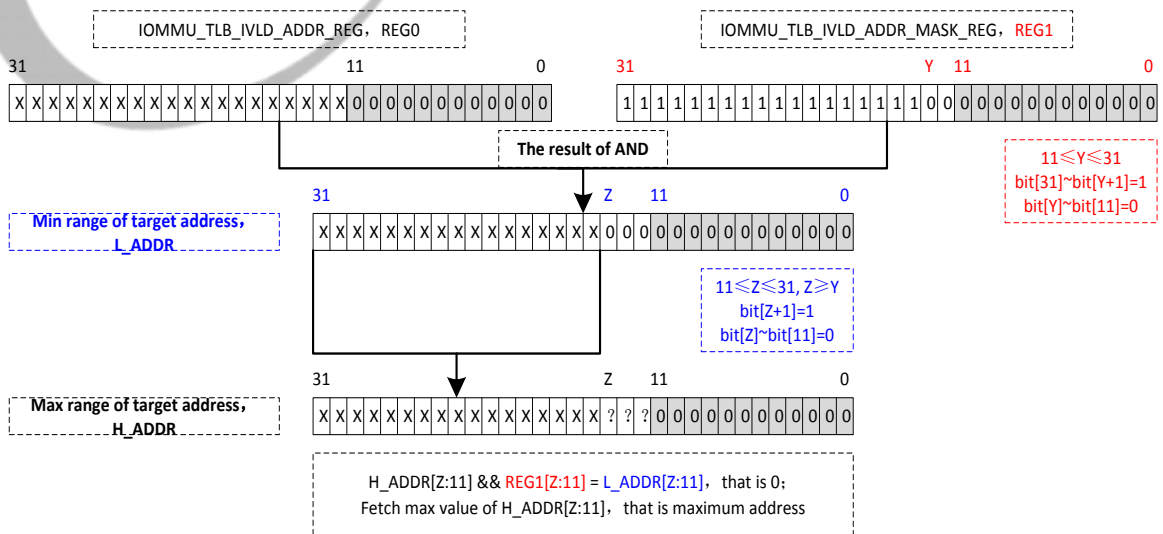 IOMMU_TLB_IVLD_ADDR_REG，REG0
IOMMU_TLB_IVLD_ADDR_MASK_REG，REG1
31 11 0
31 Y 11 0
X X X X X X X X X X X X X X X X X X X X 0 0 0 0 0 0 0 0 0 0 0 0
1 1 1 1 1 1 1 1 1 1 1 1 1 1 1 1 1 1 0 0 0 0 0 0 0 0 0 0 0 0 0 0
The result of AND
11≤Y≤31
bit[31]~bit[Y+1]=1
bit[Y]~bit[11]=0
31 Z 11 0
Min range of target address，
L_ADDR
X X X X X X X X X X X X X X X X X 0 0 0 0 0 0 0 0 0 0 0 0 0 0 0
11≤Z≤31, Z≥Y
bit[Z+1]=1
bit[Z]~bit[11]=0
31 Z 11 0
Max range of target address，
H_ADDR
X X X X X X X X X X X X X X X X X ? ? ? 0 0 0 0 0 0 0 0 0 0 0 0
H_ADDR[Z:11] && REG1[Z:11] = L_ADDR[Z:11]，that is 0；
Fetch max value of H_ADDR[Z:11]，that is maximum address